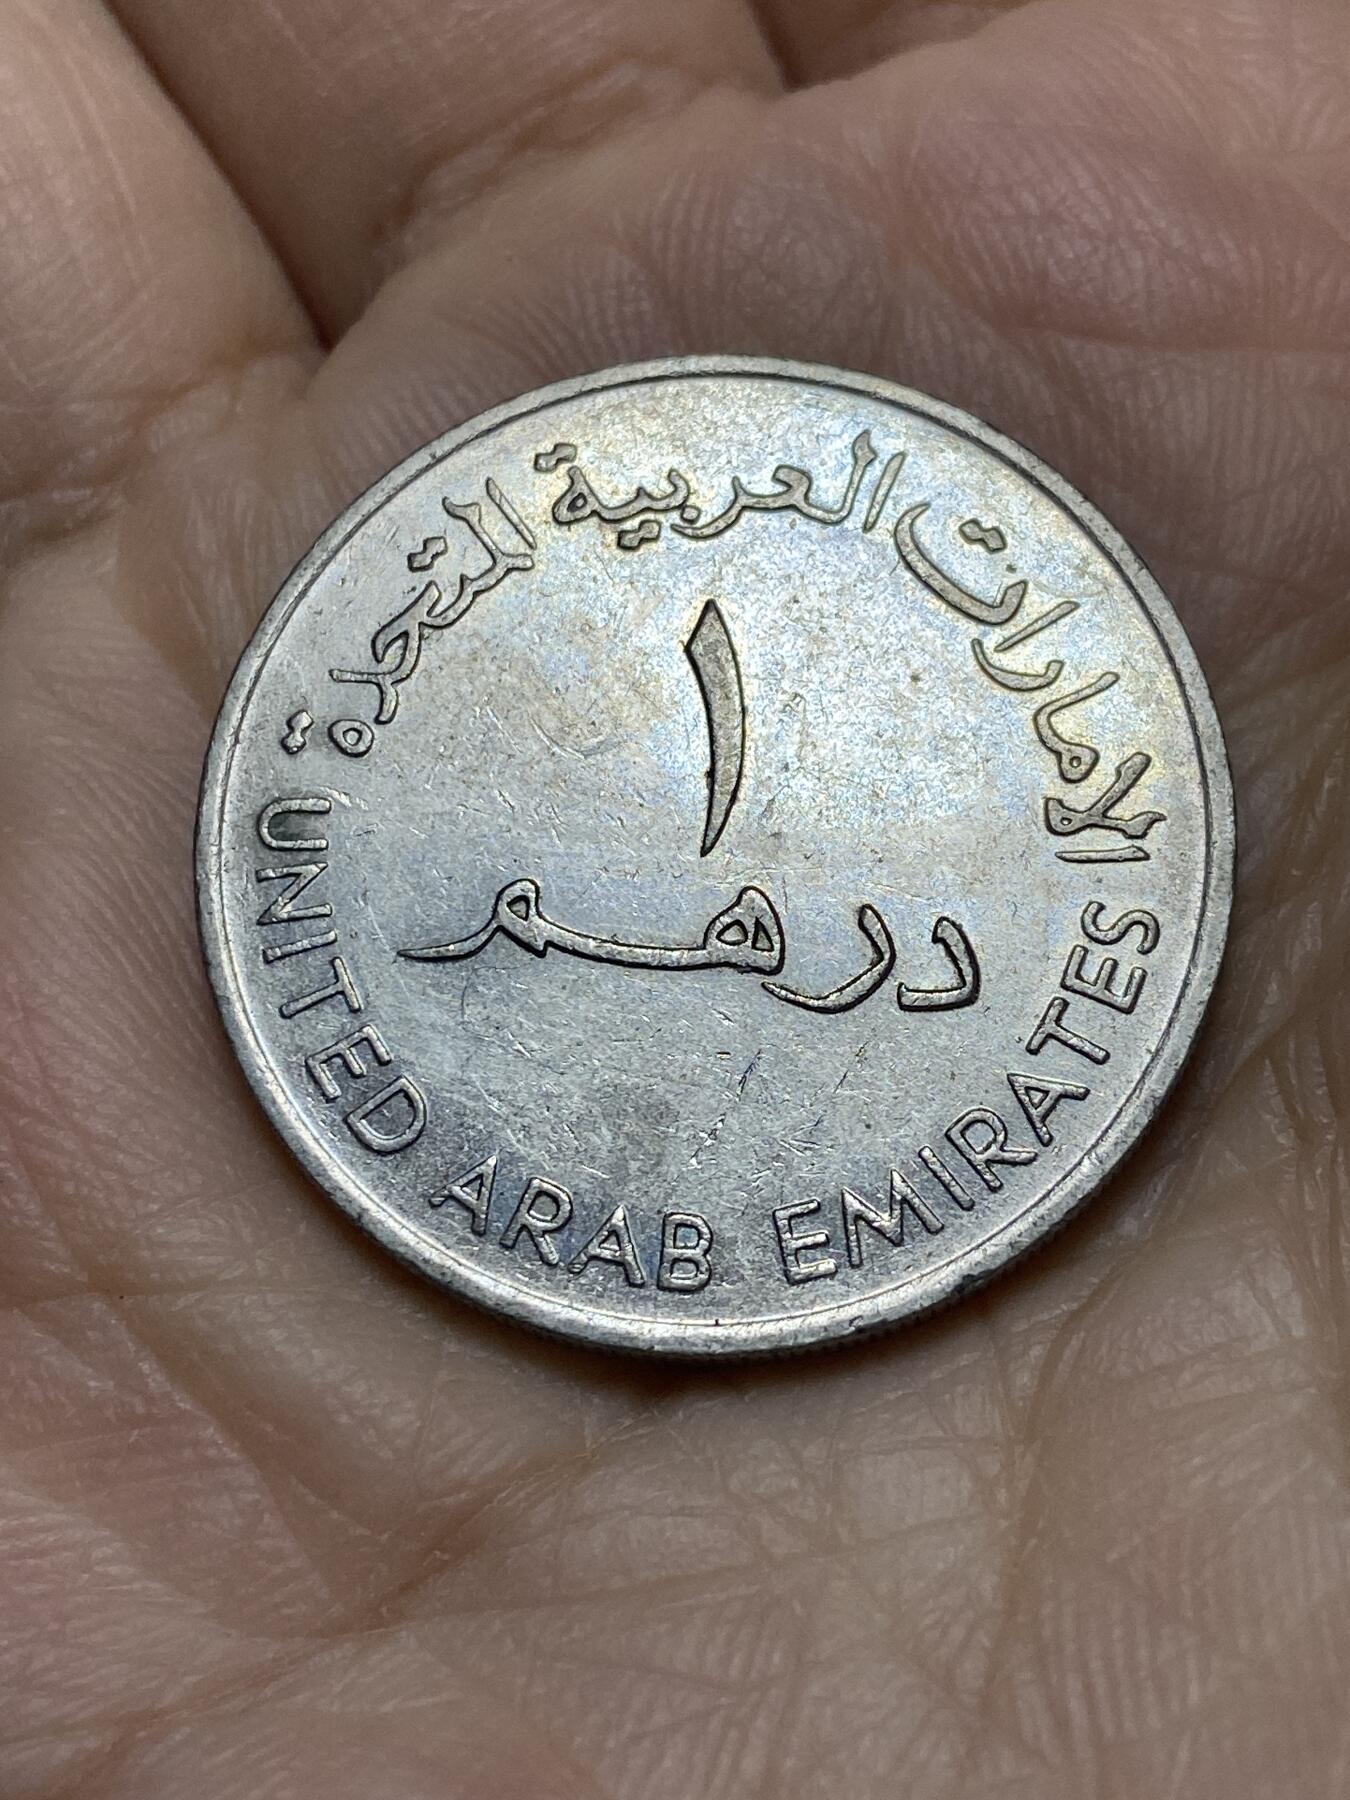 الامارات العربية المتحدة
١
درهم
UNITED ARAB EMIRATES